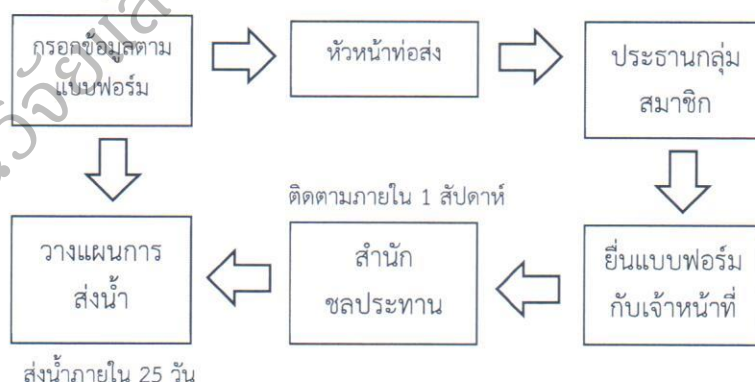 กรอกข้อมูลตาม
แบบฟอร์ม
หัวหน้าท่อส่ง
ประธานกลุ่ม
สมาชิก
ติดตามภายใน 1 สัปดาห์
วางแผนการ
ส่งน้ำ
สำนัก
ชลประทาน
ยื่นแบบฟอร์ม
กับเจ้าหน้าที่
ส่งน้ำภายใน 25 วัน